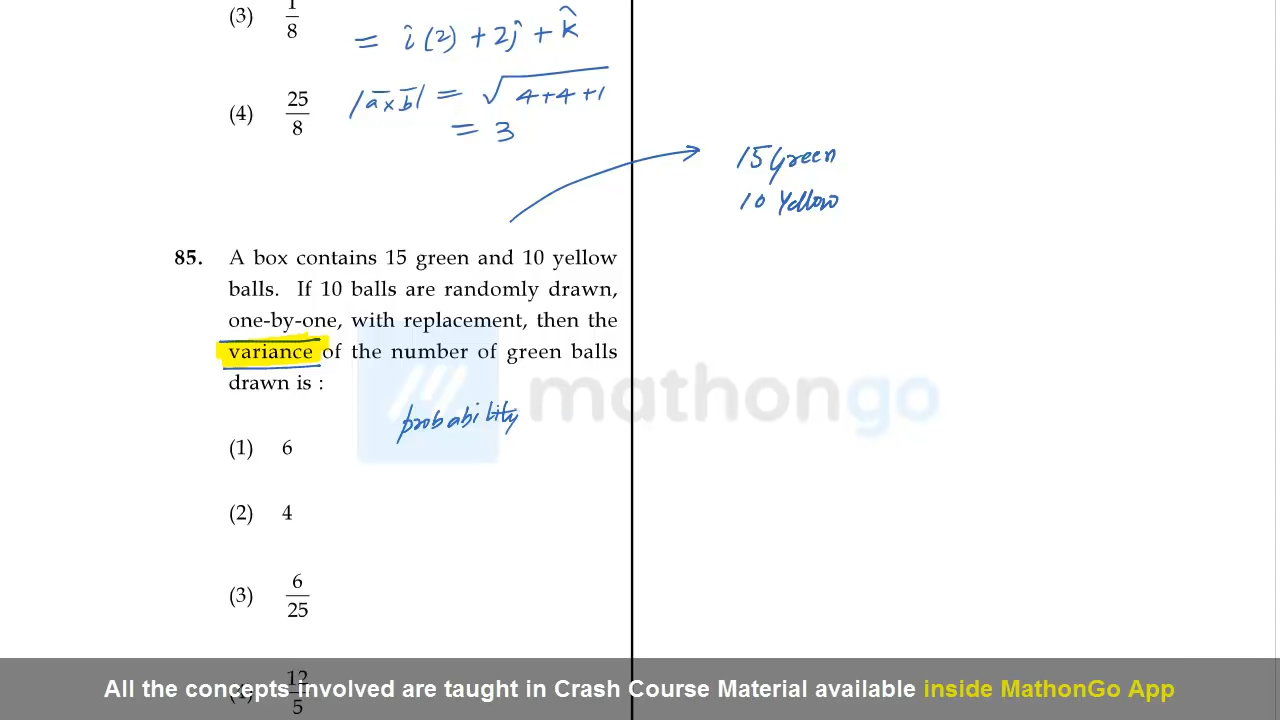 (3) 1/8
= î(2) + 2ĵ + k̂
(4) 25/8
|a̅ × b̅| = √4+4+1
= 3
15 Green
10 Yellow
85. A box contains 15 green and 10 yellow
balls. If 10 balls are randomly drawn,
one-by-one, with replacement, then the
variance of the number of green balls
drawn is :
probability
(1) 6
(2) 4
(3) 6/25
(4) 12/5
mathongo
All the concepts involved are taught in Crash Course Material available inside MathonGo App